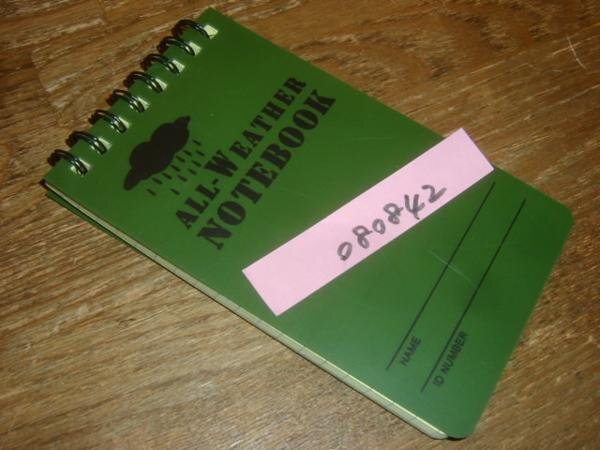 ALL-WEATHER
NOTEBOOK
080842
NAME
ID NUMBER